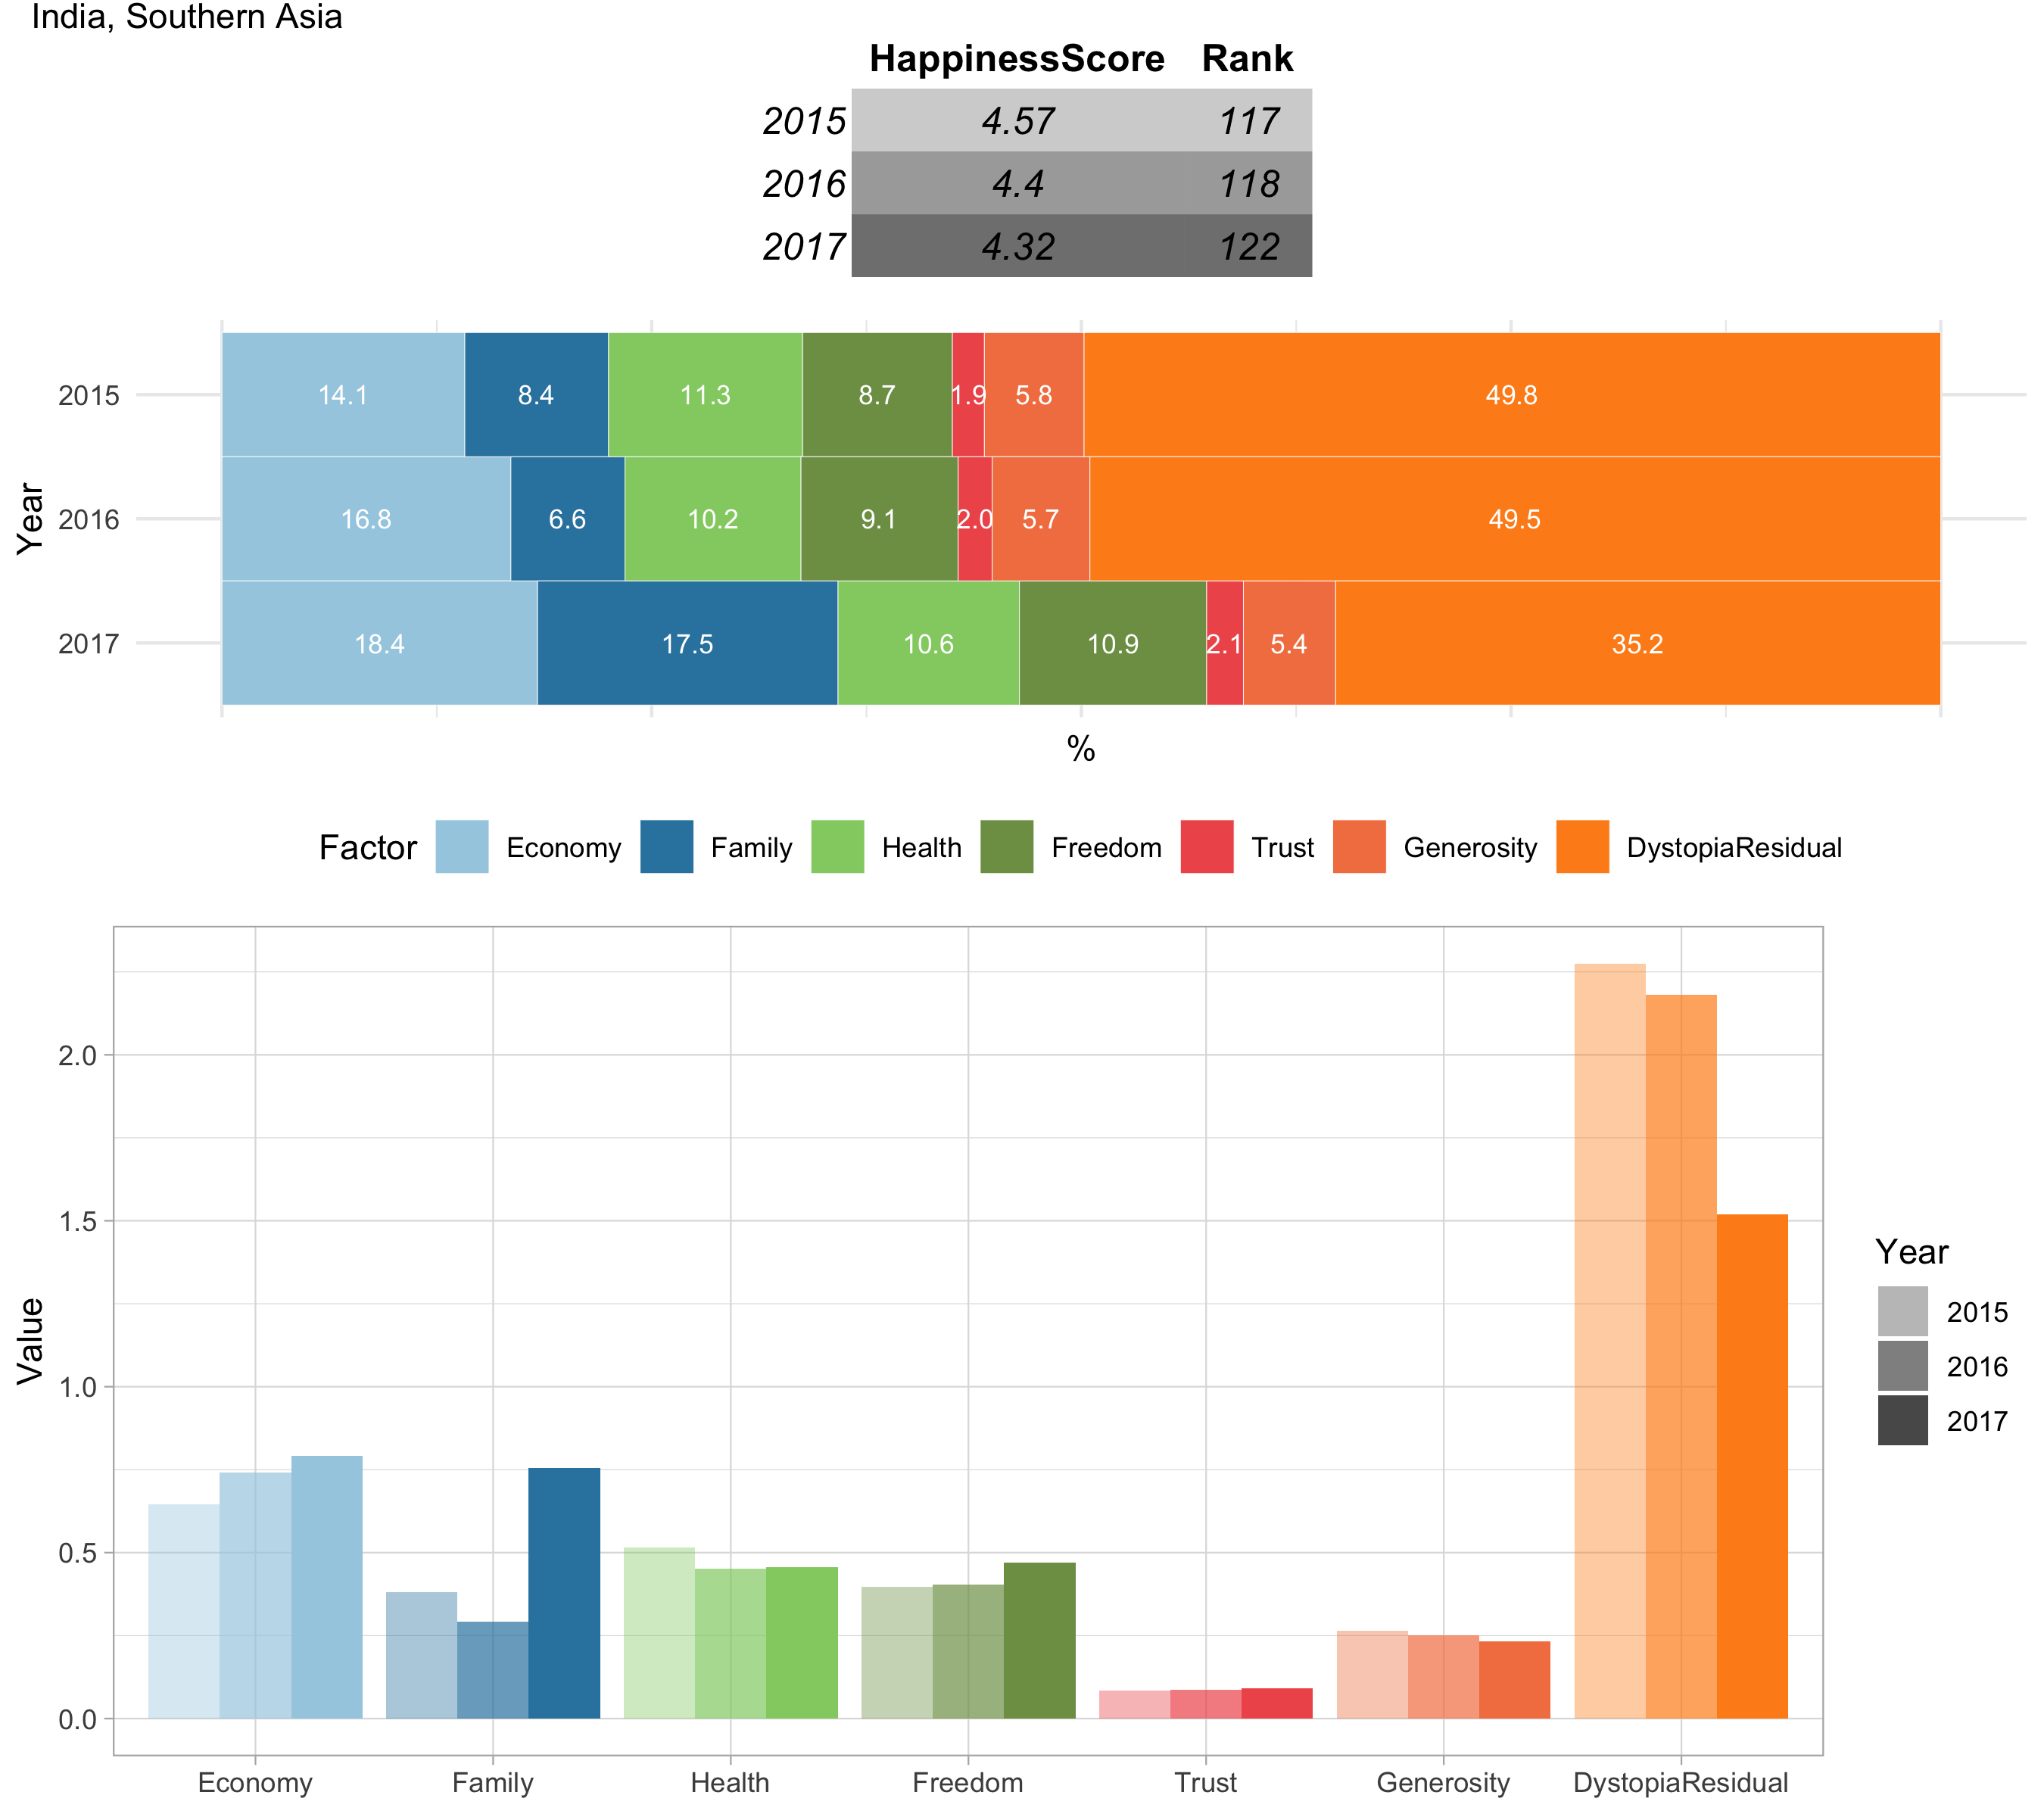 India, Southern Asia
HappinessScore Rank
2015 4.57 117
2016 4.4 118
2017 4.32 122
Year
2015 14.1 8.4 11.3 8.7 1.9 5.8 49.8
2016 16.8 6.6 10.2 9.1 2.0 5.7 49.5
2017 18.4 17.5 10.6 10.9 2.1 5.4 35.2
%
Factor Economy Family Health Freedom Trust Generosity DystopiaResidual
Value
2.0
1.5
1.0
0.5
0.0
Economy Family Health Freedom Trust Generosity DystopiaResidual
Year
2015
2016
2017